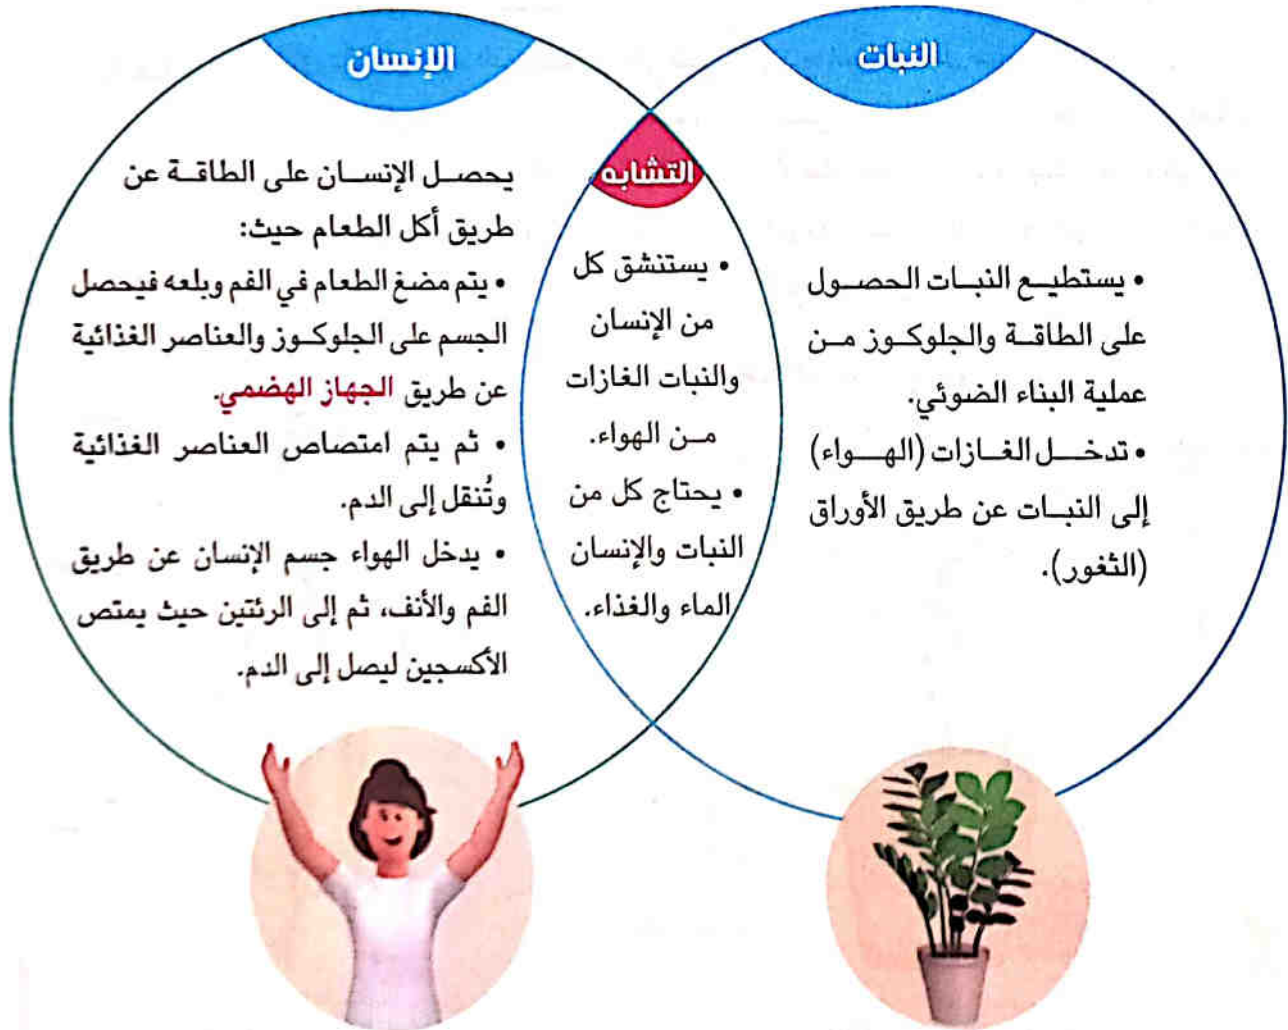 النبات
• يستطيع النبات الحصول
على الطاقة والجلوكوز من
عملية البناء الضوئي.
• تدخل الغازات (الهواء)
إلى النبات عن طريق الأوراق
(الثغور).
التشابه
• يستنشق كل
من الإنسان
والنبات الغازات
من الهواء.
• يحتاج كل من
النبات والإنسان
الماء والغذاء.
الإنسان
يحصل الإنسان على الطاقة عن
طريق أكل الطعام حيث:
• يتم مضغ الطعام في الفم وبلعه فيحصل
الجسم على الجلوكوز والعناصر الغذائية
عن طريق الجهاز الهضمي.
• ثم يتم امتصاص العناصر الغذائية
وتُنقل إلى الدم.
• يدخل الهواء جسم الإنسان عن طريق
الفم والأنف، ثم إلى الرئتين حيث يمتص
الأكسجين ليصل إلى الدم.